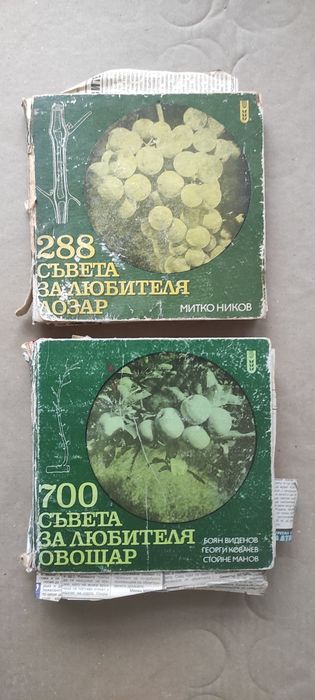 288
СЪВЕТА
ЗА ЛЮБИТЕЛЯ
ЛОЗАР
МИТКО НИКОВ
700
СЪВЕТА
ЗА ЛЮБИТЕЛЯ
ОВОЩАР
БОЯН ВИДЕНОВ
ГЕОРГИ КОВАЧЕВ
СТОЙНЕ МАНОВ